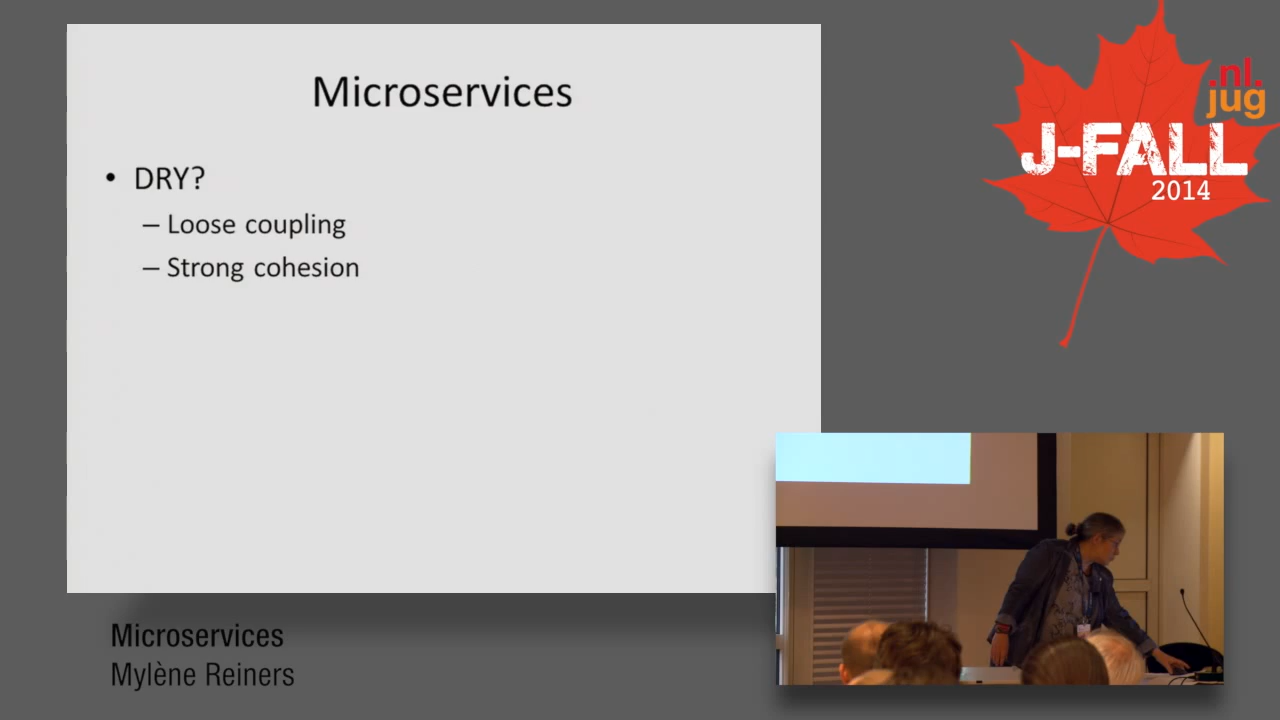 Microservices
• DRY?
– Loose coupling
– Strong cohesion
.nl.
jug
J-FALL
2014
Microservices
Mylène Reiners